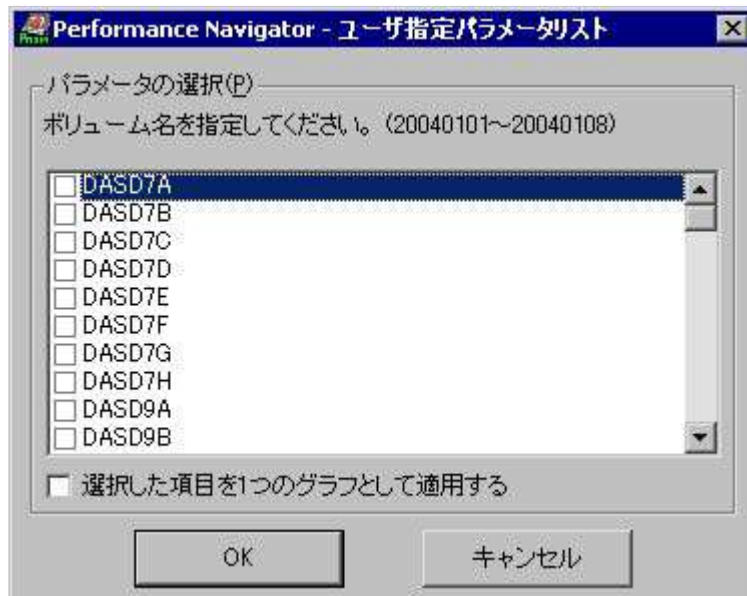 Performance Navigator - ユーザ指定パラメータリスト
パラメータの選択(P)
ボリューム名を指定してください。(20040101～20040108)
DASD7A
DASD7B
DASD7C
DASD7D
DASD7E
DASD7F
DASD7G
DASD7H
DASD9A
DASD9B
選択した項目を1つのグラフとして適用する
OK
キャンセル